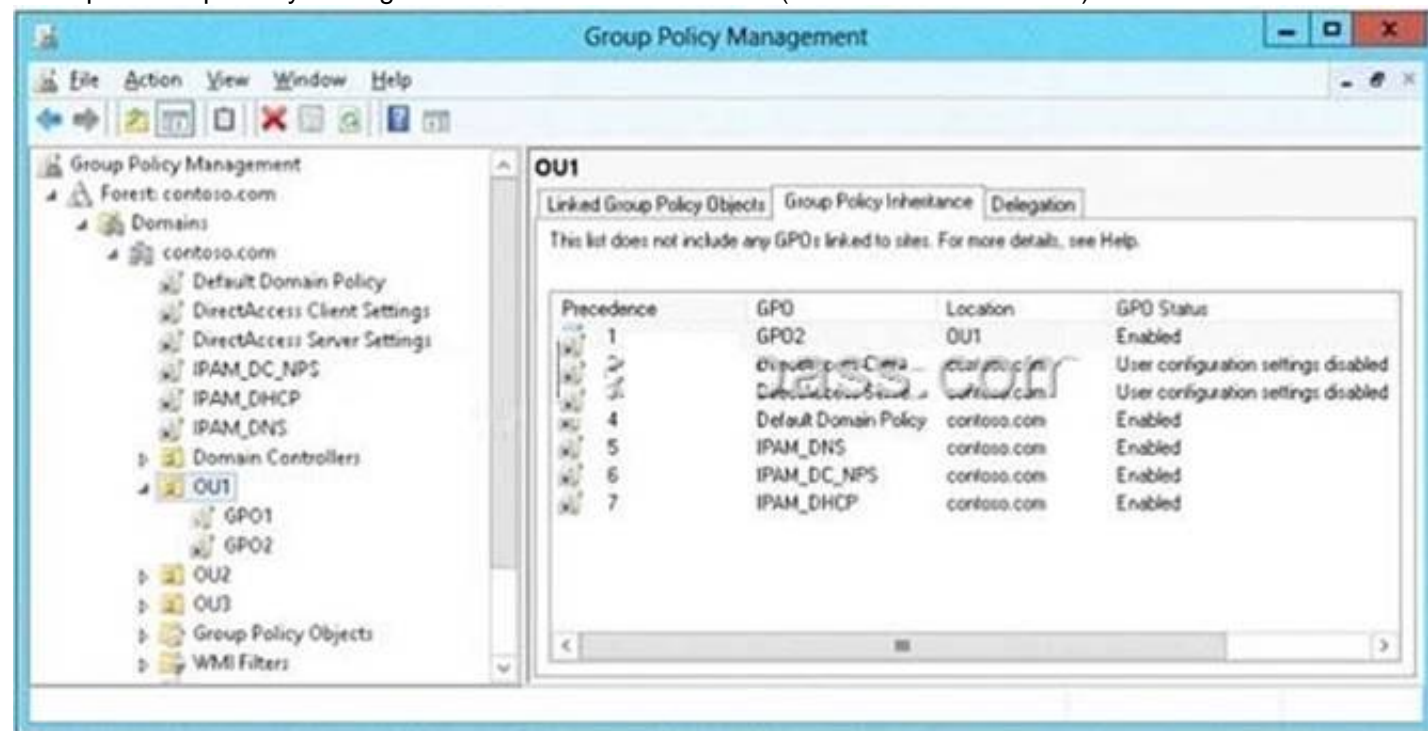 Group Policy Management
File Action View Window Help
Group Policy Management
Forest: contoso.com
Domains
contoso.com
Default Domain Policy
DirectAccess Client Settings
DirectAccess Server Settings
IPAM_DC_NPS
IPAM_DHCP
IPAM_DNS
Domain Controllers
OU1
GPO1
GPO2
OU2
OU3
Group Policy Objects
WMI Filters
OU1
Linked Group Policy Objects Group Policy Inheritance Delegation
This list does not include any GPOs linked to sites. For more details, see Help.
Precedence GPO Location GPO Status
1 GPO2 OU1 Enabled
User configuration settings disabled
User configuration settings disabled
4 Default Domain Policy contoso.com Enabled
5 IPAM_DNS contoso.com Enabled
6 IPAM_DC_NPS contoso.com Enabled
7 IPAM_DHCP contoso.com Enabled